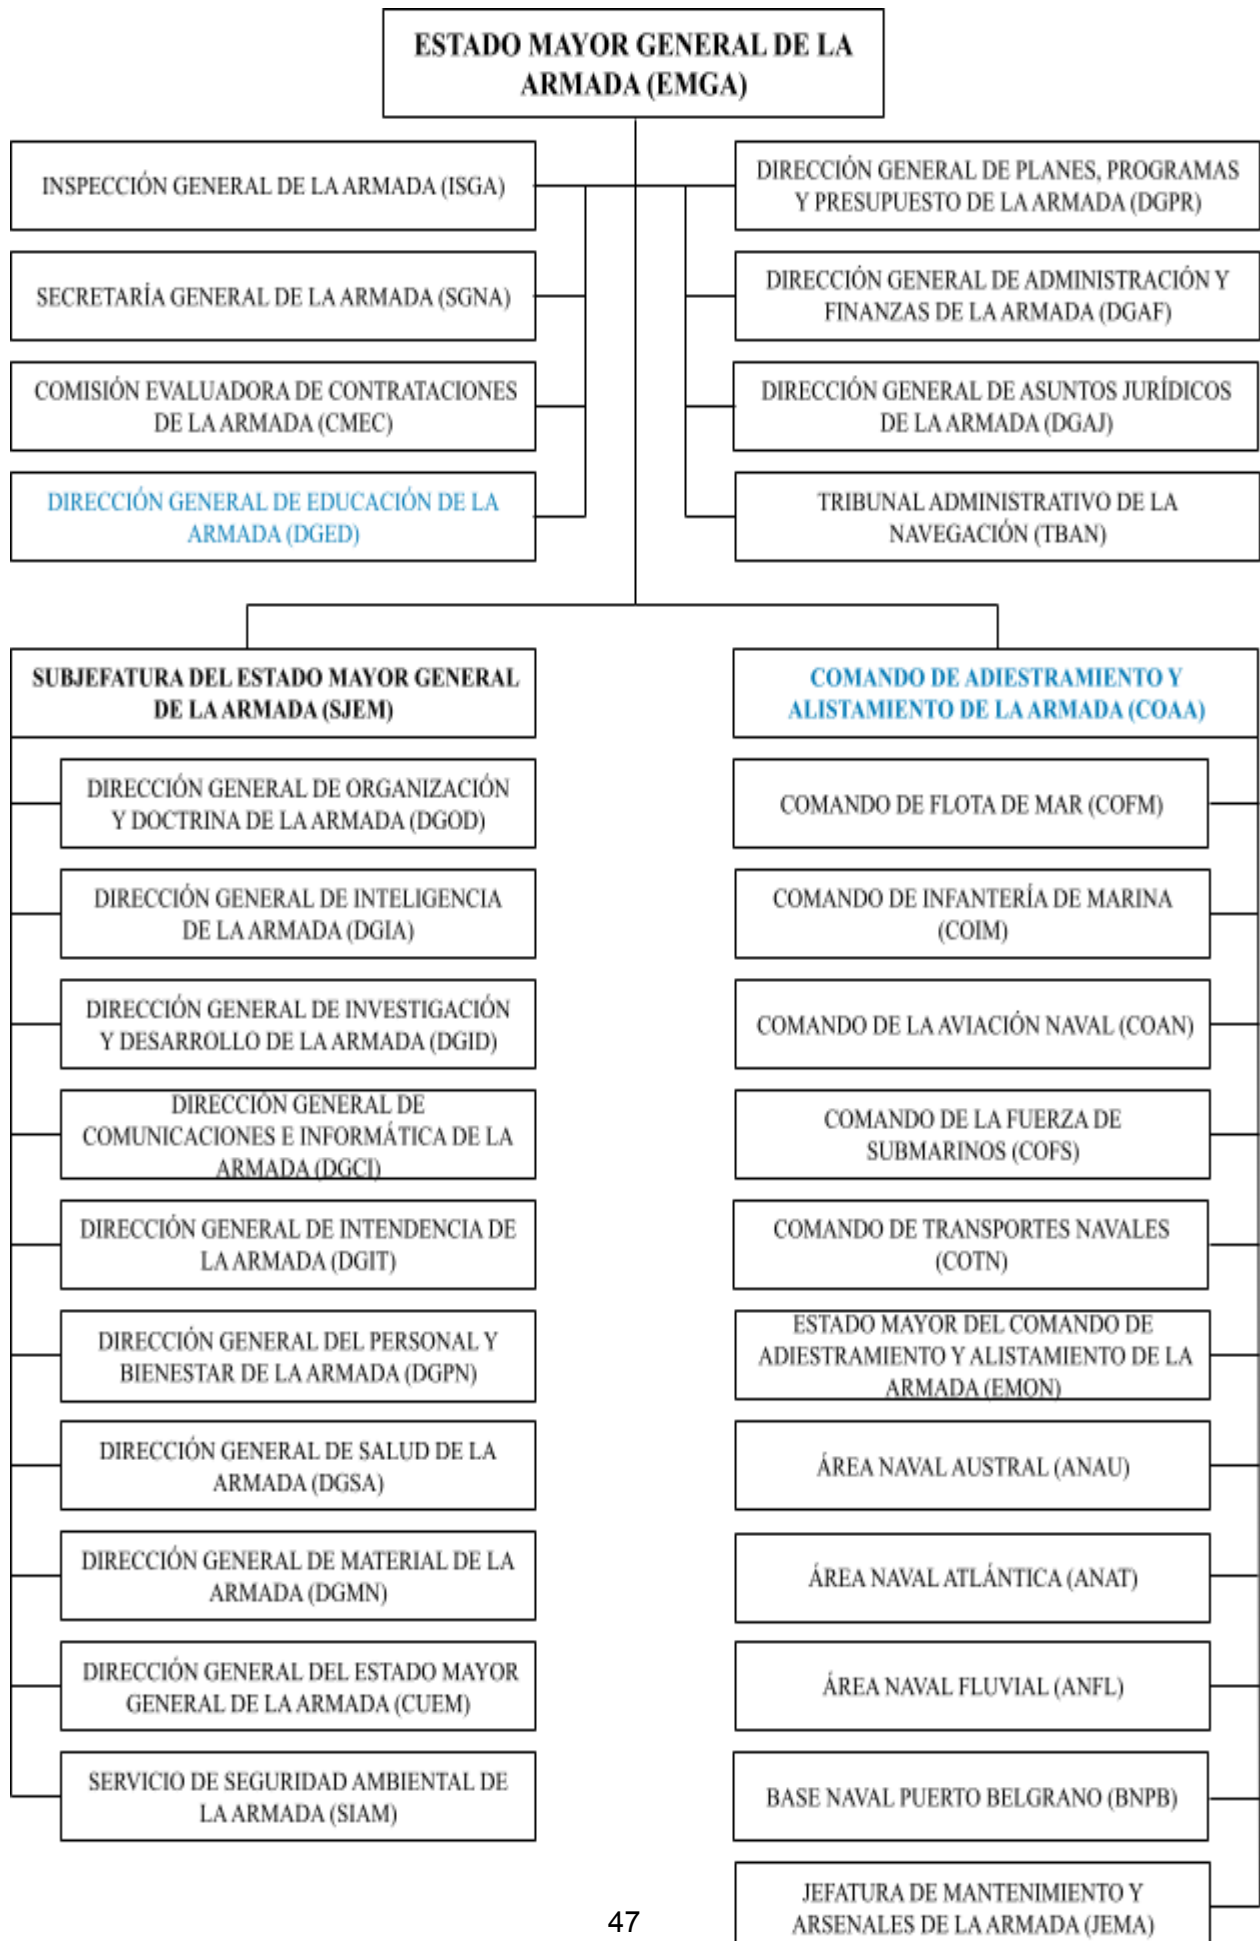 ESTADO MAYOR GENERAL DE LA
ARMADA (EMGA)
INSPECCIÓN GENERAL DE LA ARMADA (ISGA)
SECRETARÍA GENERAL DE LA ARMADA (SGNA)
COMISIÓN EVALUADORA DE CONTRATACIONES
DE LA ARMADA (CMEC)
DIRECCIÓN GENERAL DE EDUCACIÓN DE LA
ARMADA (DGED)
DIRECCIÓN GENERAL DE PLANES, PROGRAMAS
Y PRESUPUESTO DE LA ARMADA (DGPR)
DIRECCIÓN GENERAL DE ADMINISTRACIÓN Y
FINANZAS DE LA ARMADA (DGAF)
DIRECCIÓN GENERAL DE ASUNTOS JURÍDICOS
DE LA ARMADA (DGAJ)
TRIBUNAL ADMINISTRATIVO DE LA
NAVEGACIÓN (TBAN)
SUBJEFATURA DEL ESTADO MAYOR GENERAL
DE LA ARMADA (SJEM)
DIRECCIÓN GENERAL DE ORGANIZACIÓN
Y DOCTRINA DE LA ARMADA (DGOD)
DIRECCIÓN GENERAL DE INTELIGENCIA
DE LA ARMADA (DGIA)
DIRECCIÓN GENERAL DE INVESTIGACIÓN
Y DESARROLLO DE LA ARMADA (DGID)
DIRECCIÓN GENERAL DE
COMUNICACIONES E INFORMÁTICA DE LA
ARMADA (DGCI)
DIRECCIÓN GENERAL DE INTENDENCIA DE
LA ARMADA (DGIT)
DIRECCIÓN GENERAL DEL PERSONAL Y
BIENESTAR DE LA ARMADA (DGPN)
DIRECCIÓN GENERAL DE SALUD DE LA
ARMADA (DGSA)
DIRECCIÓN GENERAL DE MATERIAL DE LA
ARMADA (DGMN)
DIRECCIÓN GENERAL DEL ESTADO MAYOR
GENERAL DE LA ARMADA (CUEM)
SERVICIO DE SEGURIDAD AMBIENTAL DE
LA ARMADA (SIAM)
COMANDO DE ADIESTRAMIENTO Y
ALISTAMIENTO DE LA ARMADA (COAA)
COMANDO DE FLOTA DE MAR (COFM)
COMANDO DE INFANTERÍA DE MARINA
(COIM)
COMANDO DE LA AVIACIÓN NAVAL (COAN)
COMANDO DE LA FUERZA DE
SUBMARINOS (COFS)
COMANDO DE TRANSPORTES NAVALES
(COTN)
ESTADO MAYOR DEL COMANDO DE
ADIESTRAMIENTO Y ALISTAMIENTO DE LA
ARMADA (EMON)
ÁREA NAVAL AUSTRAL (ANAU)
ÁREA NAVAL ATLÁNTICA (ANAT)
ÁREA NAVAL FLUVIAL (ANFL)
BASE NAVAL PUERTO BELGRANO (BNPB)
JEFATURA DE MANTENIMIENTO Y
ARSENALES DE LA ARMADA (JEMA)
47